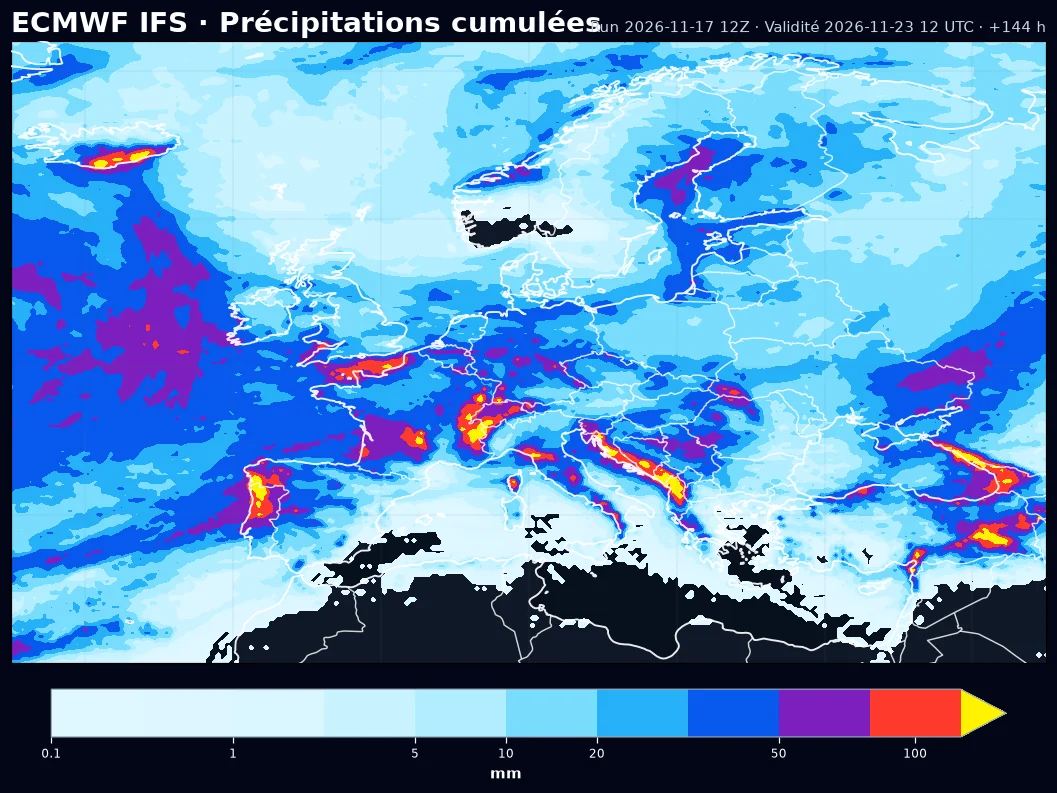 ECMWF IFS · Précipitations cumulées
Run 2026-11-17 12Z · Validité 2026-11-23 12 UTC · +144 h
0.1 1 5 10 20 50 100
mm